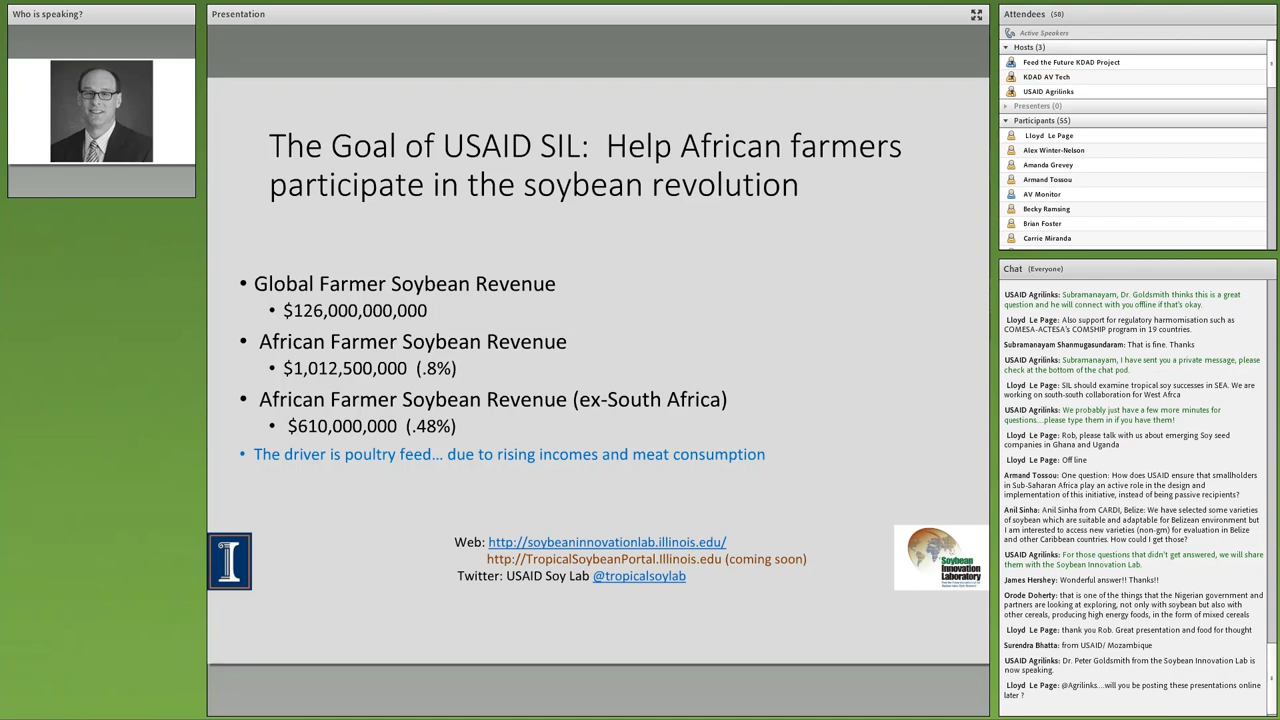 Who is speaking?
Presentation
The Goal of USAID SIL:  Help African farmers
participate in the soybean revolution
• Global Farmer Soybean Revenue
• $126,000,000,000
• African Farmer Soybean Revenue
• $1,012,500,000  (.8%)
• African Farmer Soybean Revenue (ex-South Africa)
• $610,000,000  (.48%)
• The driver is poultry feed… due to rising incomes and meat consumption
Web: http://soybeaninnovationlab.illinois.edu/
http://TropicalSoybeanPortal.Illinois.edu (coming soon)
Twitter: USAID Soy Lab @tropicalsoylab
I
Soybean
Innovation
Laboratory
Attendees (58)
Active Speakers
Hosts (3)
Feed the Future KDAD Project
KDAD AV Tech
USAID Agrilinks
Presenters (0)
Participants (55)
Lloyd  Le Page
Alex Winter-Nelson
Amanda Grevey
Armand Tossou
AV Monitor
Becky Ramsing
Brian Foster
Carrie Miranda
Chat (Everyone)
USAID Agrilinks: Subramanayam, Dr. Goldsmith thinks this is a great
question and he will connect with you offline if that's okay.
Lloyd  Le Page: Also support for regulatory harmonisation such as
COMESA-ACTESA's COMSHIP program in 19 countries.
Subramanayam Shanmugasundaram: That is fine. Thanks
USAID Agrilinks: Subramanayam, I have sent you a private message, please
check at the bottom of the chat pod.
Lloyd  Le Page: SIL should examine tropical soy successes in SEA. We are
working on south-south collaboration for West Afrca
USAID Agrilinks: We probably just have a few more minutes for
questions....please type them in if you have them!
Lloyd  Le Page: Rob, please talk with us about emerging Soy seed
companies in Ghana and Uganda
Lloyd  Le Page: Off line
Armand Tossou: One question: How does USAID ensure that smallholders
in Sub-Saharan Africa play an active role in the design and
implementation of this initiative, instead of being passive recipients?
Anil Sinha: Anil Sinha from CARDI, Belize: We have selected some varieties
of soybean which are suitable and adaptable for Belizean environment but
I am interested to access new varieties (non-gm) for evaluation in Belize
and other Caribbean countries. How could I get those?
USAID Agrilinks: For those questions that didn't get answered, we will share
them with the Soybean Innovation Lab.
James Hershey: Wonderful answer!! Thanks!!
Orode Doherty: that is one of the things that the Nigerian government and
partners are looking at exploring, not only with soybean but also with
other cereals, producing high energy foods, in the form of mixed cereals
Lloyd  Le Page: thank you Rob. Great presentation and food for thought
Surendra Bhatta: from USAID/ Mozambique
USAID Agrilinks: Dr. Peter Goldsmith from the Soybean Innovation Lab is
now speaking.
Lloyd  Le Page: @Agrilinks....will you be posting these presentations online
later ?